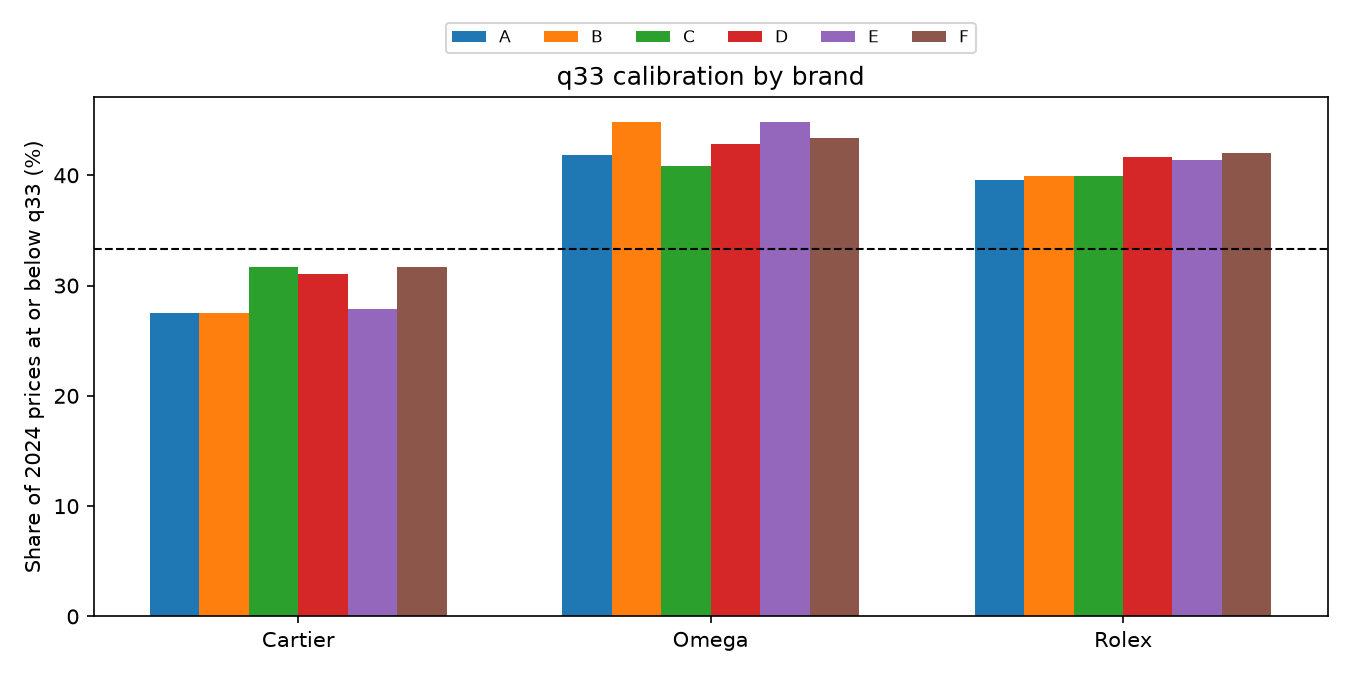 A B C D E F
q33 calibration by brand
Share of 2024 prices at or below q33 (%)
40
30
20
10
0
Cartier Omega Rolex